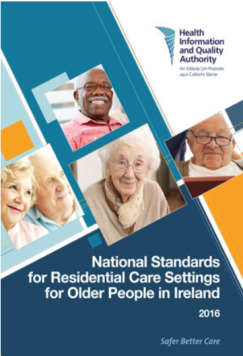 Health
Information
and Quality
Authority
An tÚdarás Um Fhaisnéis
agus Cáilíocht Sláinte
National Standards
for Residential Care Settings
for Older People in Ireland
2016
Safer Better Care